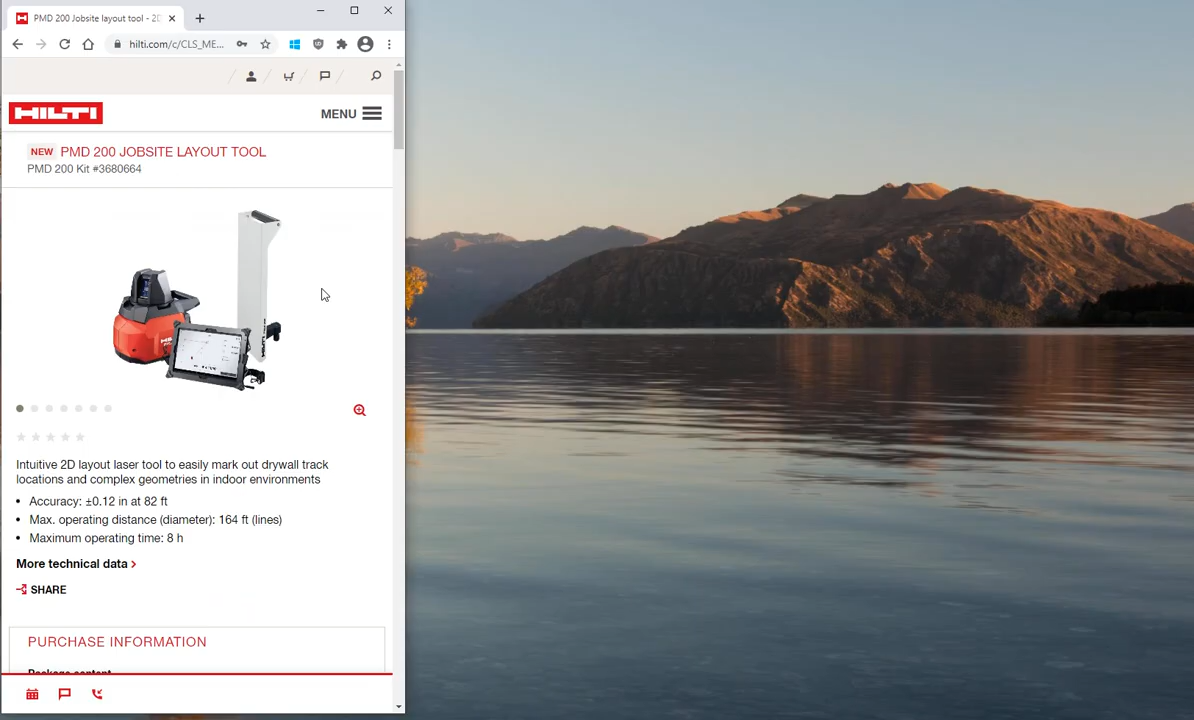 PMD 200 Jobsite layout tool - 2D
hilti.com/c/CLS_ME...
HILTI
MENU
NEW PMD 200 JOBSITE LAYOUT TOOL
PMD 200 Kit #3680664
Intuitive 2D layout laser tool to easily mark out drywall track
locations and complex geometries in indoor environments
• Accuracy: ±0.12 in at 82 ft
• Max. operating distance (diameter): 164 ft (lines)
• Maximum operating time: 8 h
More technical data >
SHARE
PURCHASE INFORMATION
Package content